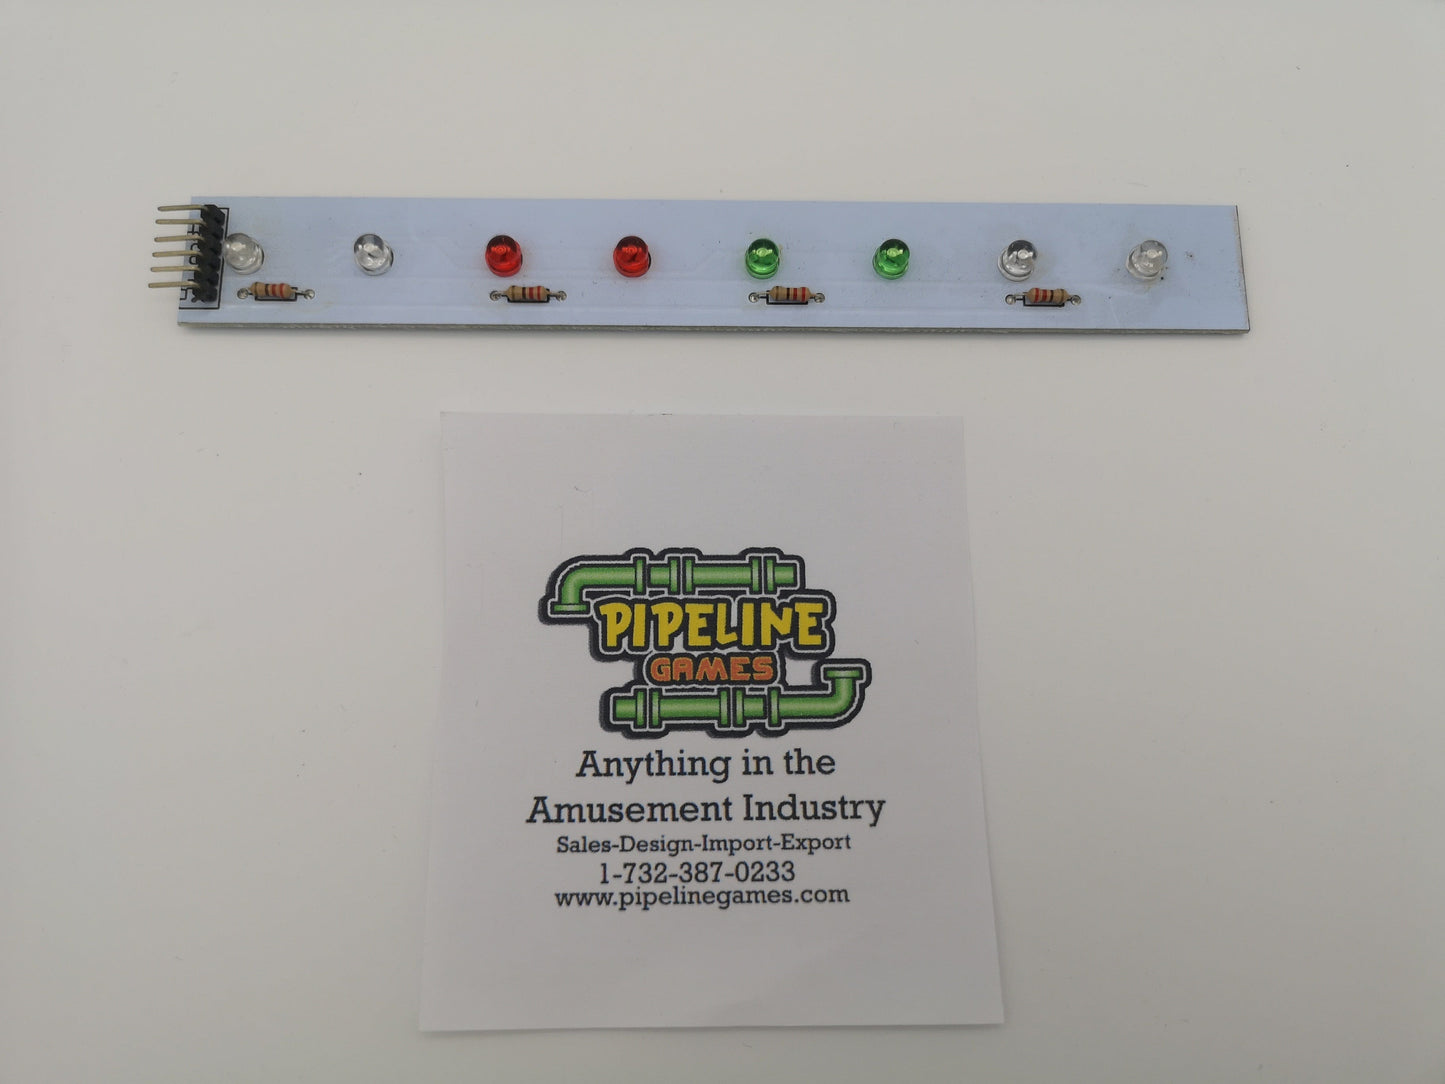 PIPELINE
GAMES
Anything in the
Amusement Industry
Sales-Design-Import-Export
1-732-387-0233
www.pipelinegames.com